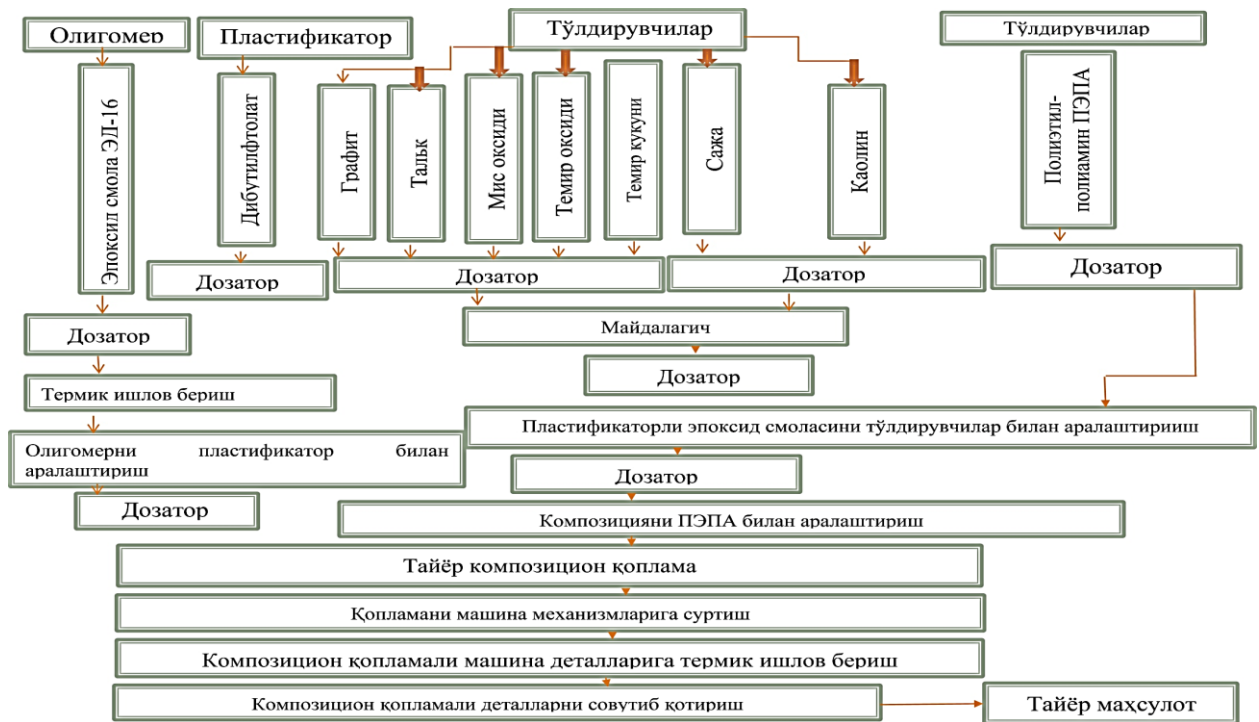 Олигомер
Пластификатор
Тўлдирувчилар
Тўлдирувчилар
Эпоксид смола ЭД-16
Дибутилфтолат
Графит
Тальк
Мис оксиди
Темир оксиди
Темир кукуни
Сажа
Каолин
Полиэтил-
полиамин ПЭПА
Дозатор
Дозатор
Дозатор
Дозатор
Дозатор
Майдалагич
Дозатор
Термик ишлов бериш
Пластификаторли эпоксид смоласини тўлдирувчилар билан аралаштирииш
Олигомерни пластификатор билан
аралаштириш
Дозатор
Дозатор
Композицияни ПЭПА билан аралаштириш
Тайёр композицион қоплама
Қопламани машина механизмларига суртиш
Композицион қопламали машина деталларига термик ишлов бериш
Композицион қопламали деталларни совутиб қотириш
Тайёр маҳсулот